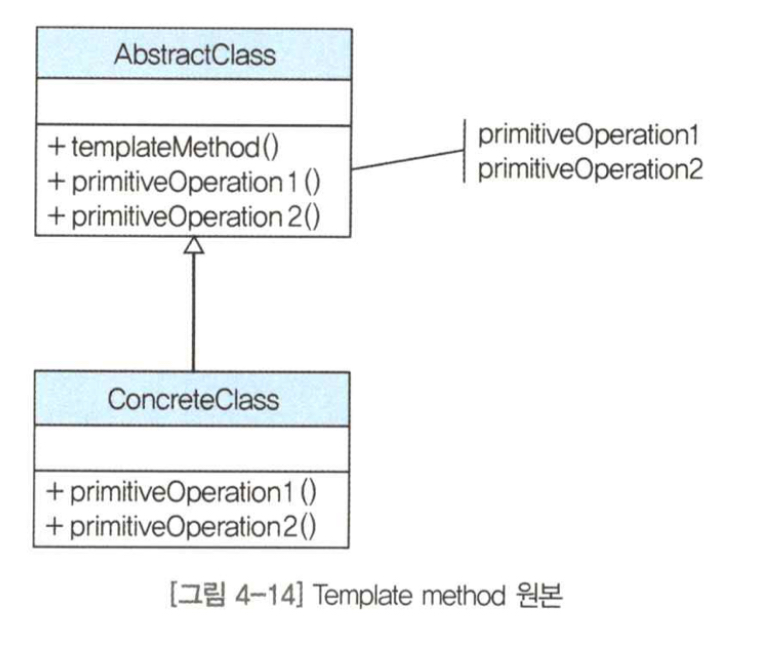 AbstractClass
+ templateMethod()
+ primitiveOperation1()
+ primitiveOperation2()
primitiveOperation1
primitiveOperation2
ConcreteClass
+ primitiveOperation1()
+ primitiveOperation2()
[그림 4-14] Template method 원본